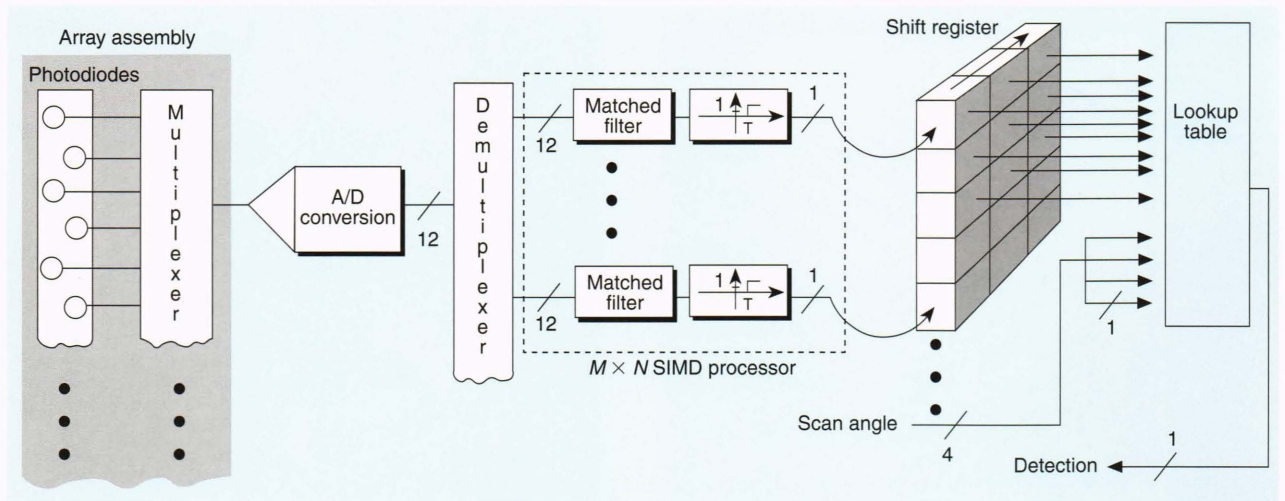 Array assembly
Photodiodes
Multiplexer
A/D
conversion
12
Demultiplexer
12
Matched
filter
1
T
1
12
Matched
filter
1
T
1
M × N SIMD processor
Shift register
Lookup
table
1
Scan angle
4
Detection
1